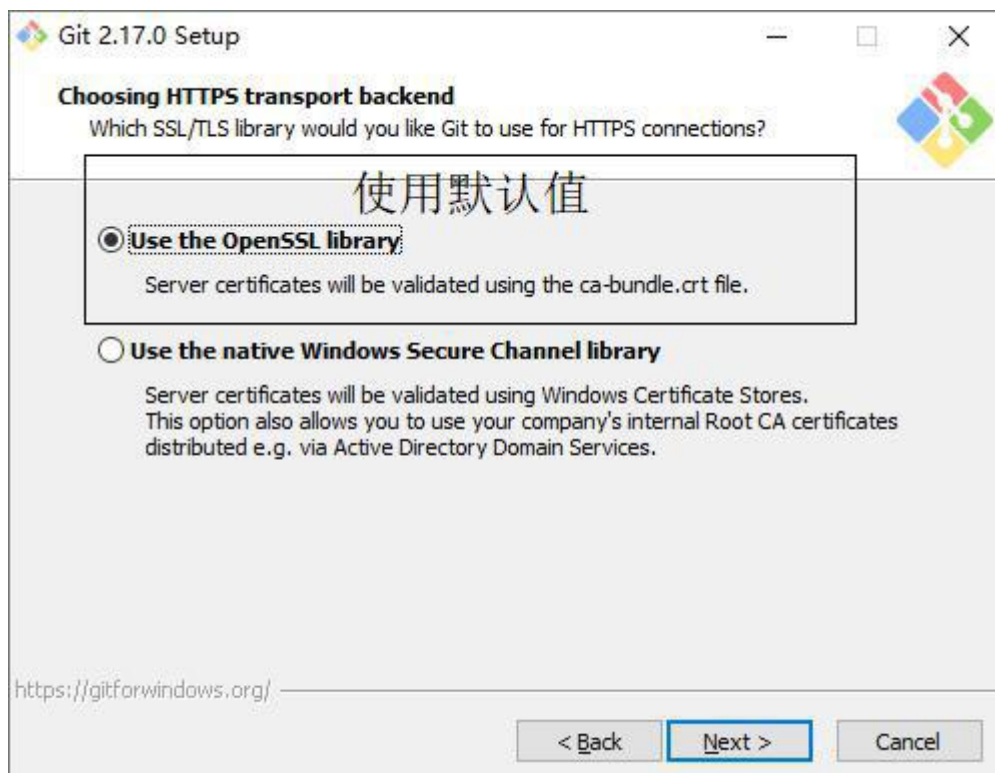 Git 2.17.0 Setup
Choosing HTTPS transport backend
Which SSL/TLS library would you like Git to use for HTTPS connections?
使用默认值
Use the OpenSSL library
Server certificates will be validated using the ca-bundle.crt file.
Use the native Windows Secure Channel library
Server certificates will be validated using Windows Certificate Stores.
This option also allows you to use your company's internal Root CA certificates
distributed e.g. via Active Directory Domain Services.
https://gitforwindows.org/
< Back
Next >
Cancel